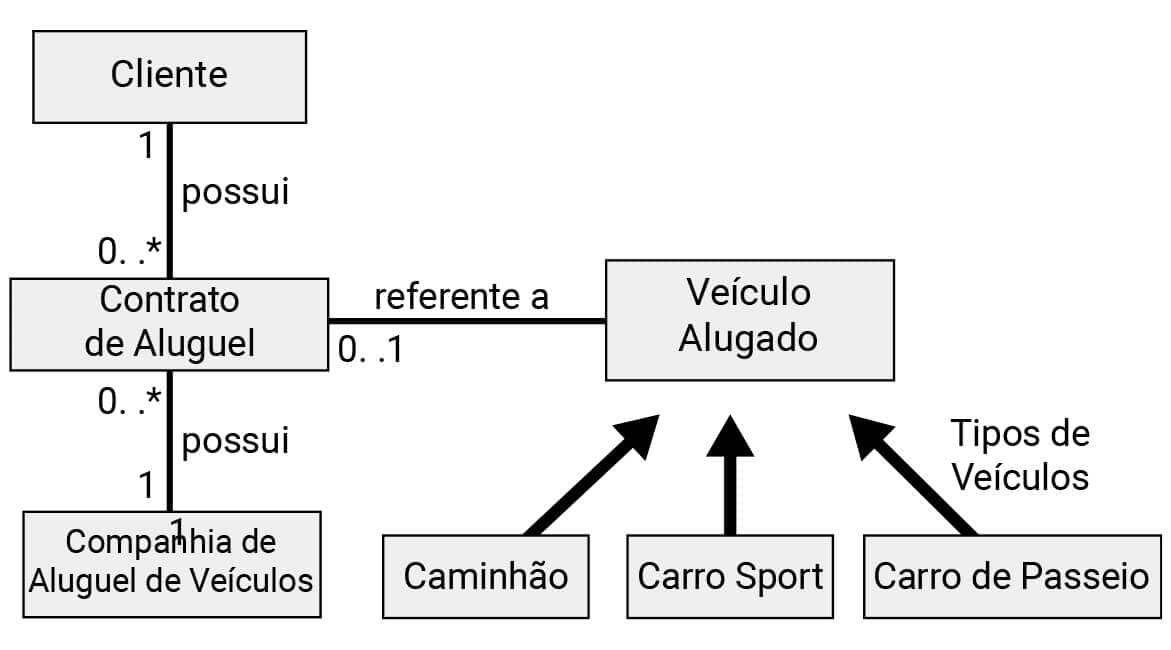 Cliente
1
possui
0. .*
Contrato
de Aluguel
referente a
0. .1
Veículo
Alugado
0. .*
possui
1
1
Companhia de
Aluguel de Veículos
Tipos de
Veículos
Caminhão
Carro Sport
Carro de Passeio